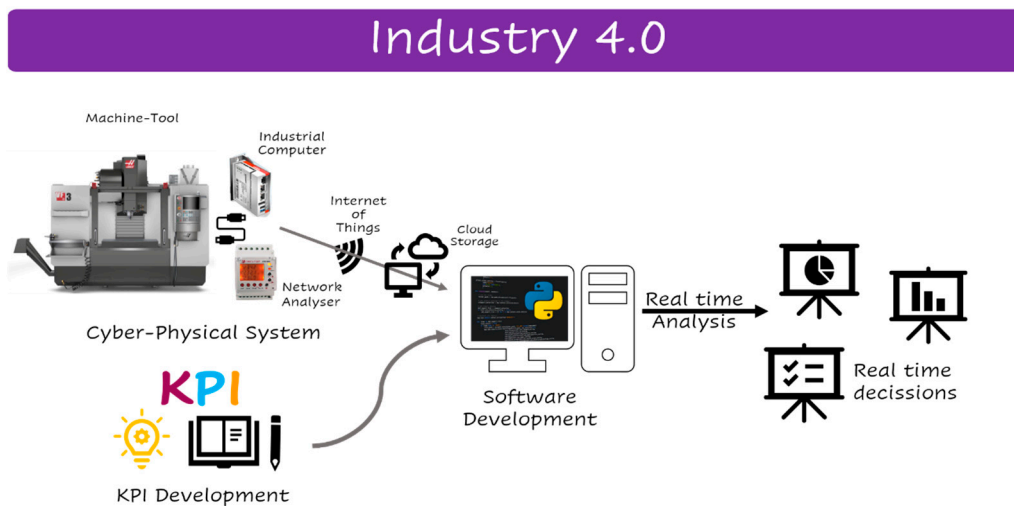 Industry 4.0
Machine-Tool
Industrial
Computer
3
Internet
of
Things
Cloud
Storage
Network
Analyser
Cyber-Physical System
Real time
Analysis
KPI
Software
Development
Real time
decissions
KPI Development